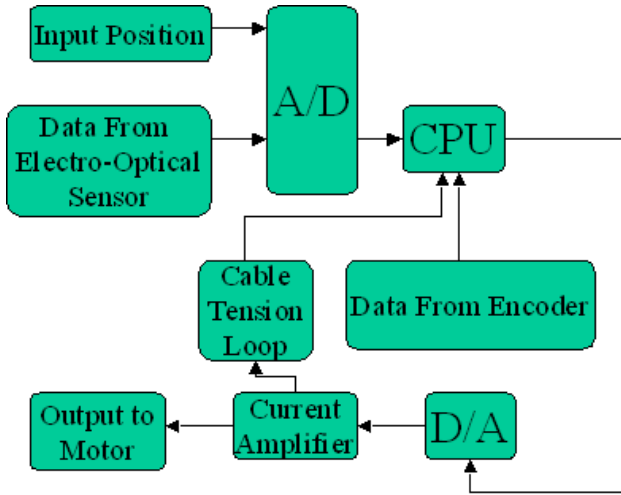 Input Position
A/D
Data From
Electro-Optical
Sensor
CPU
Cable
Tension
Loop
Data From Encoder
Output to
Motor
Current
Amplifier
D/A